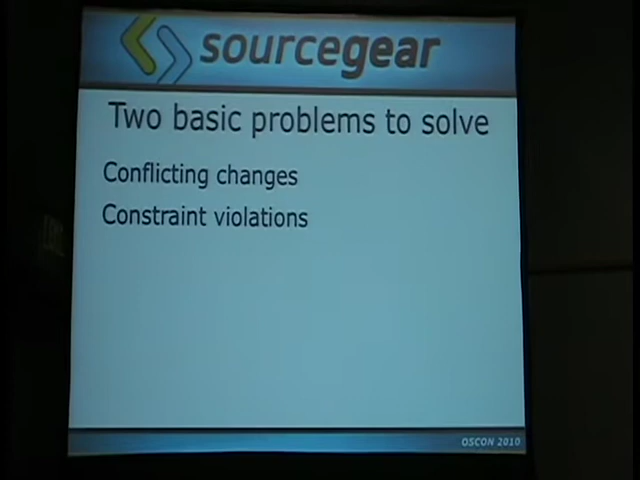 sourcegear
Two basic problems to solve
Conflicting changes
Constraint violations
OSCON 2010